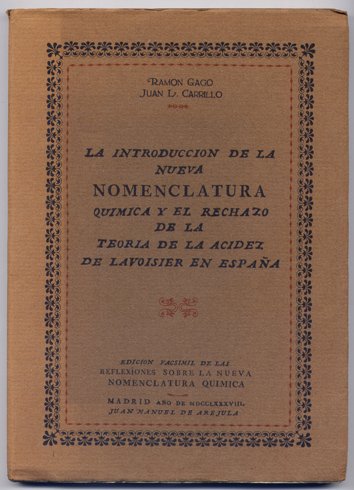 RAMON GAGO
JUAN L. CARRILLO
LA INTRODUCCION DE LA
NUEVA
NOMENCLATURA
QUIMICA Y EL RECHAZO
DE LA
TEORIA DE LA ACIDEZ
DE LAVOISIER EN ESPAÑA
EDICION FACSIMIL DE LAS
REFLEXIONES SOBRE LA NUEVA
NOMENCLATURA QUIMICA
MADRID AÑO DE MDCCLXXXVIII
JUAN MANUEL DE AREJULA